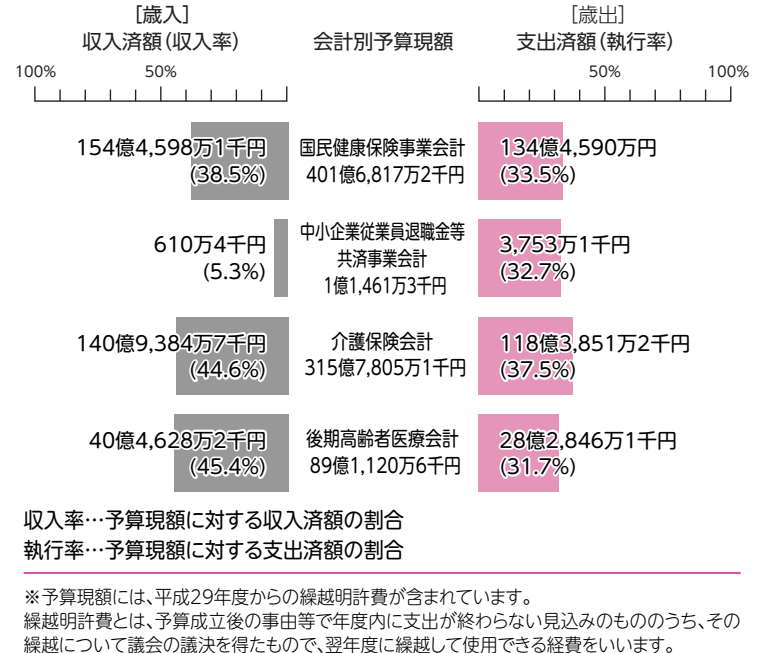 [歳入]
収入済額(収入率)
会計別予算現額
[歳出]
支出済額(執行率)
100% 50%
50% 100%
154億4,598万1千円
(38.5%)
国民健康保険事業会計
401億6,817万2千円
134億4,590万円
(33.5%)
610万4千円
(5.3%)
中小企業従業員退職金等
共済事業会計
1億1,461万3千円
3,753万1千円
(32.7%)
140億9,384万7千円
(44.6%)
介護保険会計
315億7,805万1千円
118億3,851万2千円
(37.5%)
40億4,628万2千円
(45.4%)
後期高齢者医療会計
89億1,120万6千円
28億2,846万1千円
(31.7%)
収入率…予算現額に対する収入済額の割合
執行率…予算現額に対する支出済額の割合
※予算現額には、平成29年度からの繰越明許費が含まれています。
繰越明許費とは、予算成立後の事由等で年度内に支出が終わらない見込みのもののうち、その
繰越について議会の議決を得たもので、翌年度に繰越して使用できる経費をいいます。